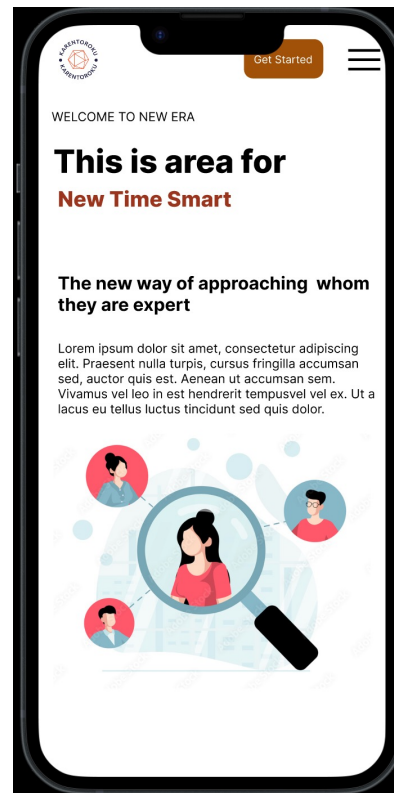 KARENTOROKU
KARENTOROKU
Get Started
WELCOME TO NEW ERA
This is area for
New Time Smart
The new way of approaching whom
they are expert
Lorem ipsum dolor sit amet, consectetur adipiscing
elit. Praesent nulla turpis, cursus fringilla accumsan
sed, auctor quis est. Aenean ut accumsan sem.
Vivamus vel leo in est hendrerit tempusvel vel ex. Ut a
lacus eu tellus luctus tincidunt sed quis dolor.